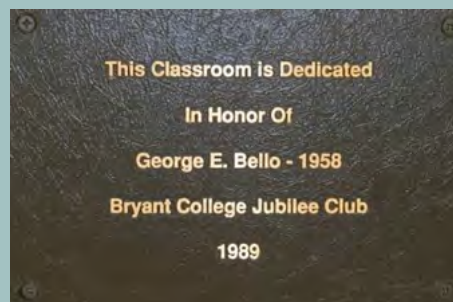 This Classroom is Dedicated
In Honor Of
George E. Bello - 1958
Bryant College Jubilee Club
1989